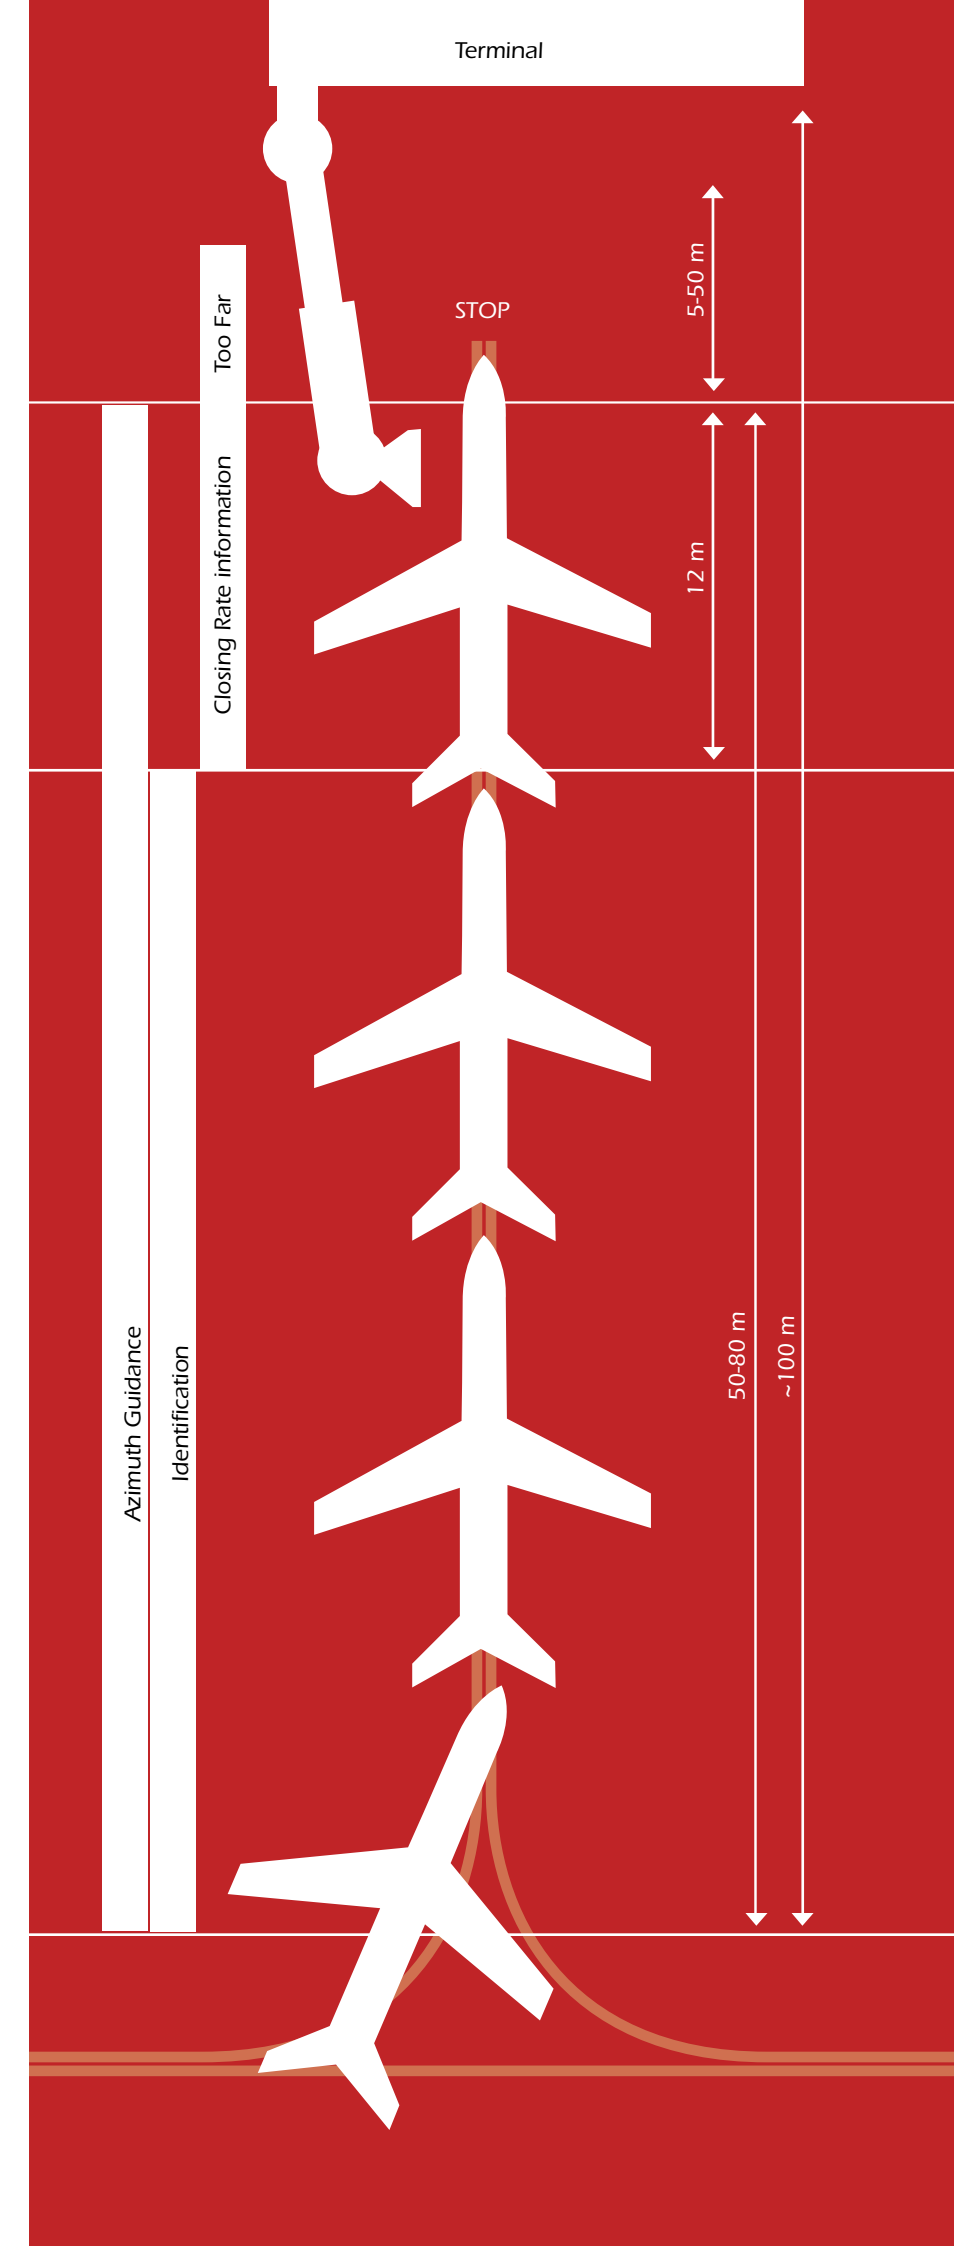 Terminal
Too Far
STOP
5-50 m
Closing Rate information
12 m
Azimuth Guidance
Identification
50-80 m
~100 m